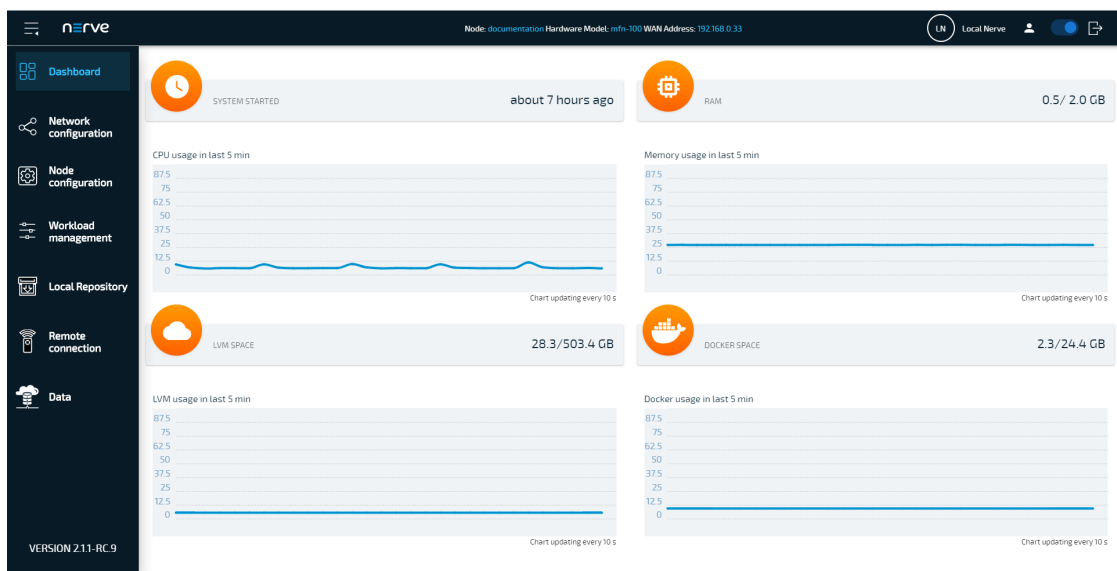 nerve
Node: documentation Hardware Model: mfn-100 WAN Address: 192.168.0.33
LN
Local Nerve
Dashboard
Network
configuration
Node
configuration
Workload
management
Local Repository
Remote
connection
Data
VERSION 2.1.1-RC.9
SYSTEM STARTED
about 7 hours ago
RAM
0.5/ 2.0 GB
CPU usage in last 5 min
87.5
75
62.5
50
37.5
25
12.5
0
Chart updating every 10 s
Memory usage in last 5 min
87.5
75
62.5
50
37.5
25
12.5
0
Chart updating every 10 s
LVM SPACE
28.3/503.4 GB
DOCKER SPACE
2.3/24.4 GB
LVM usage in last 5 min
87.5
75
62.5
50
37.5
25
12.5
0
Chart updating every 10 s
Docker usage in last 5 min
87.5
75
62.5
50
37.5
25
12.5
0
Chart updating every 10 s